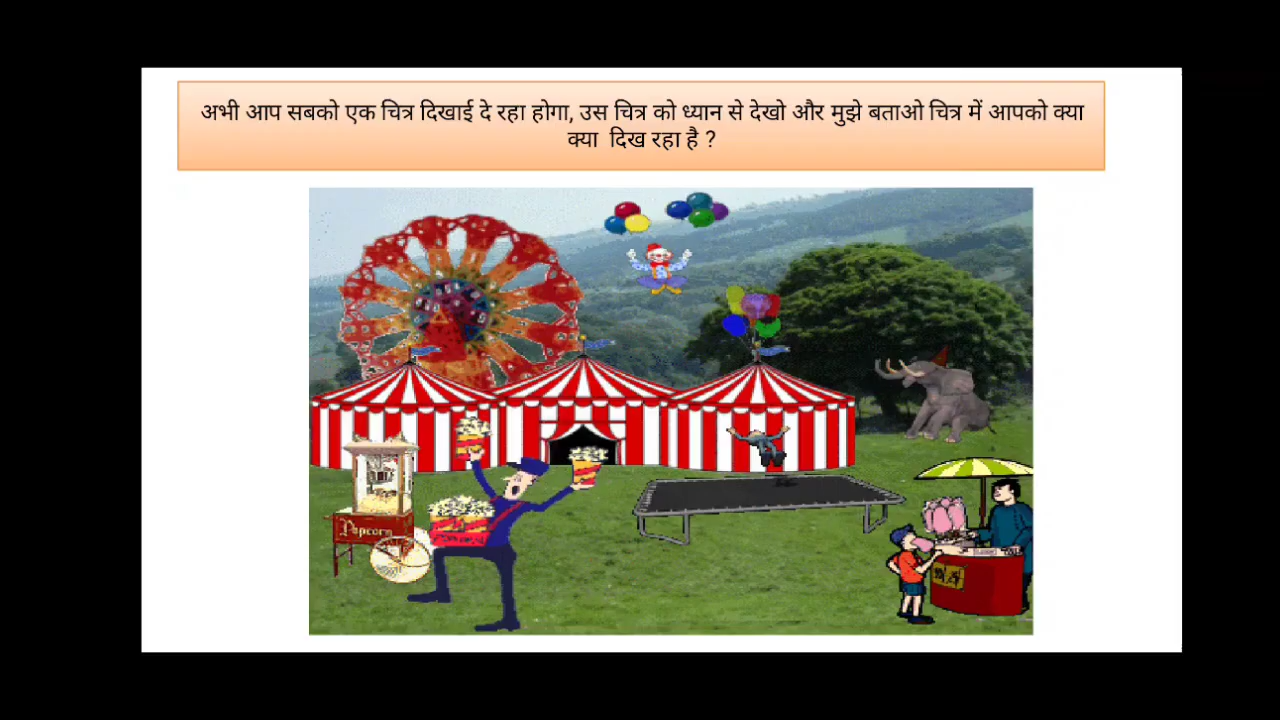 अभी आप सबको एक चित्र दिखाई दे रहा होगा, उस चित्र को ध्यान से देखो और मुझे बताओ चित्र में आपको क्या
क्या दिख रहा है ?
Popcorn